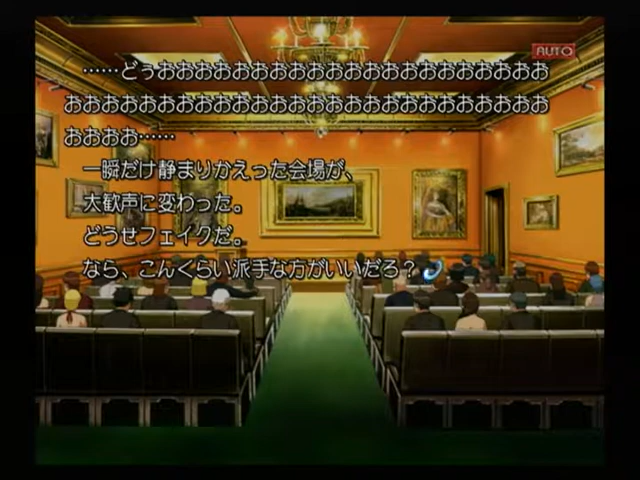 AUTO
……どぅおおおおおおおおおおおおおおおおおおおおお
おおおおおおおおおおおおおおおおおおおおおおおおおお
おおおお……
一瞬だけ静まりかえった会場が、
大歓声に変わった。
どうせフェイクだ。
なら、こんくらい派手な方がいいだろ？